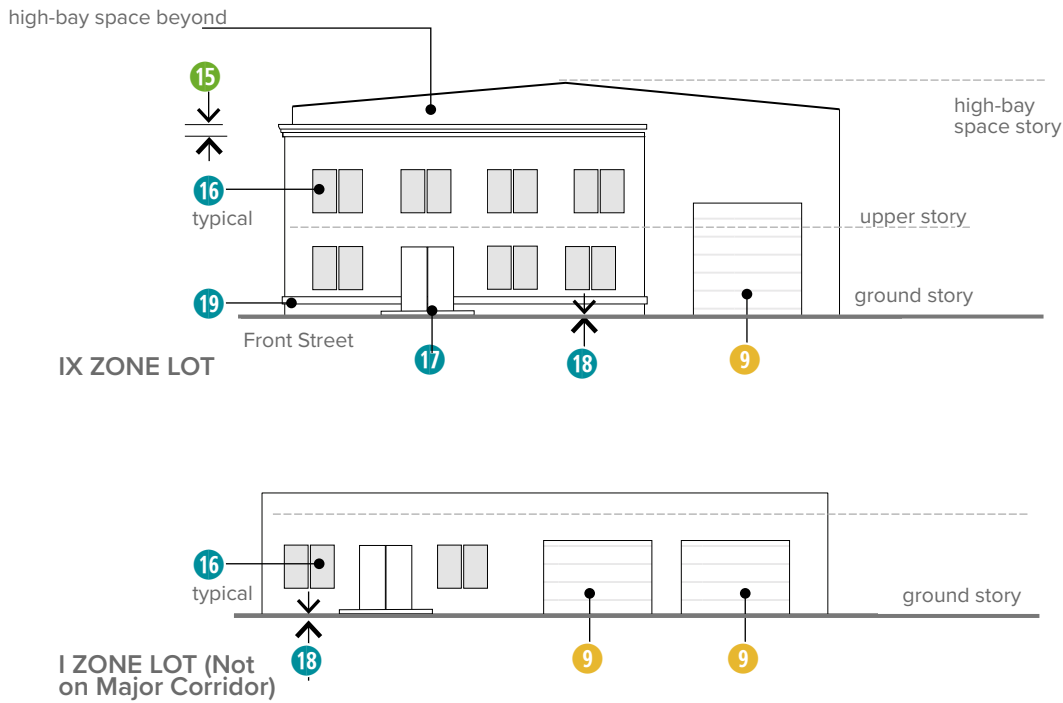 high-bay space beyond
15
high-bay
space story
16
typical
upper story
19
ground story
Front Street
17
18
9
IX ZONE LOT
16
typical
ground story
18
9
9
I ZONE LOT (Not
on Major Corridor)